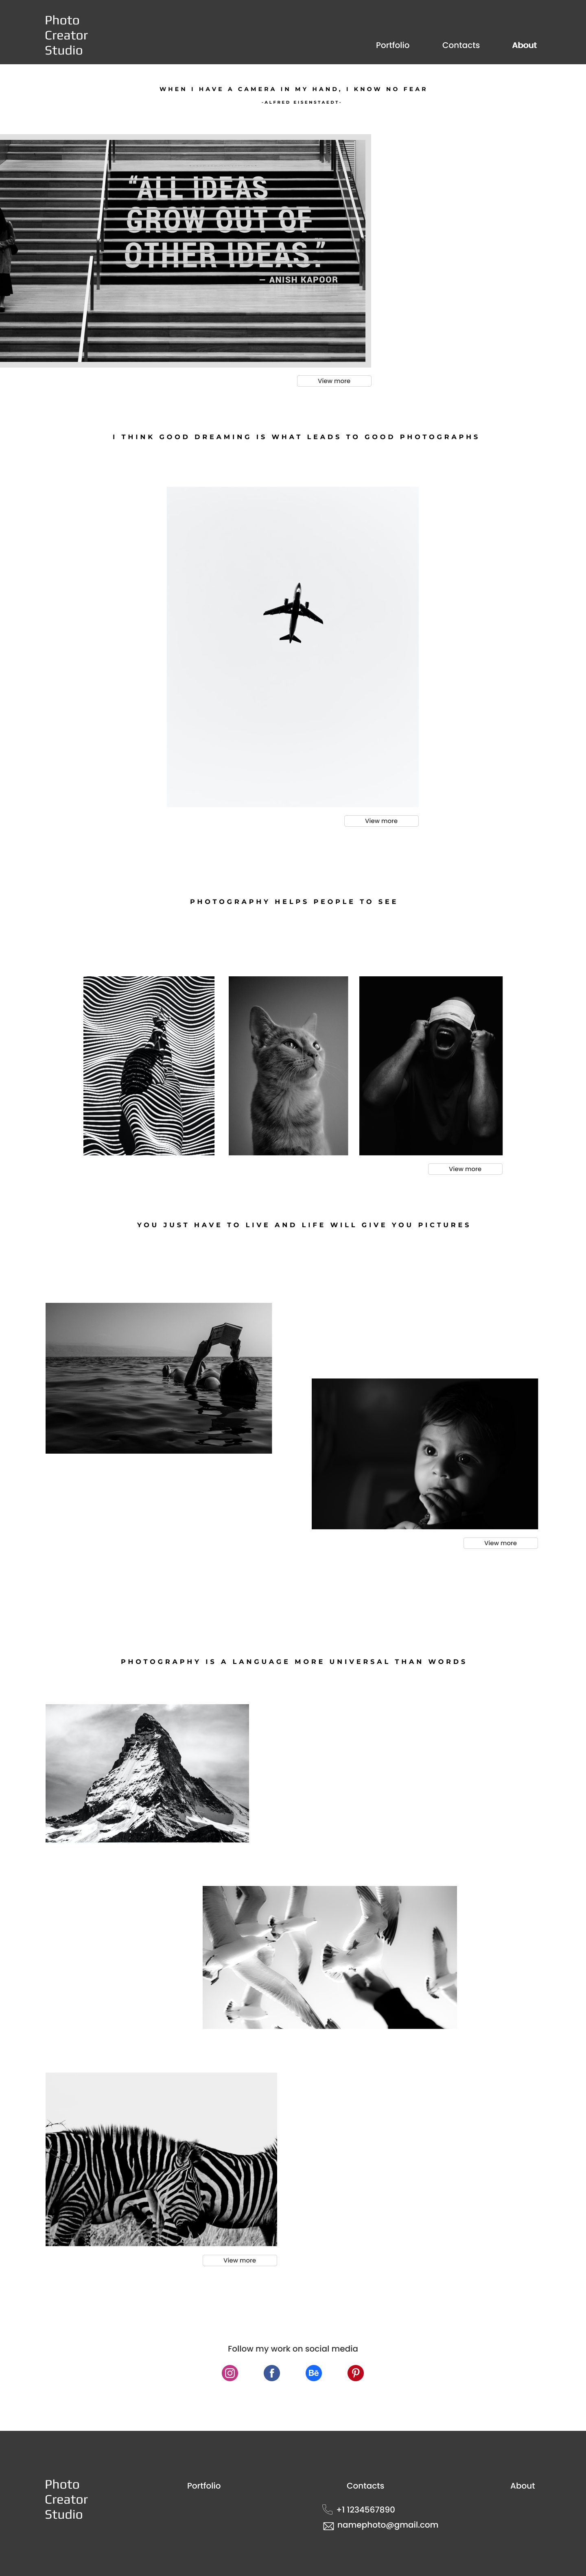 Photo
Creator
Studio
Portfolio Contacts About
WHEN I HAVE A CAMERA IN MY HAND, I KNOW NO FEAR
-ALFRED EISENSTAEDT-
“ALL IDEAS
GROW OUT OF
OTHER IDEAS.”
— ANISH KAPOOR
View more
I THINK GOOD DREAMING IS WHAT LEADS TO GOOD PHOTOGRAPHS
View more
PHOTOGRAPHY HELPS PEOPLE TO SEE
View more
YOU JUST HAVE TO LIVE AND LIFE WILL GIVE YOU PICTURES
View more
PHOTOGRAPHY IS A LANGUAGE MORE UNIVERSAL THAN WORDS
View more
Follow my work on social media
Bē
Photo
Creator
Studio
Portfolio Contacts About
+1 1234567890
namephoto@gmail.com